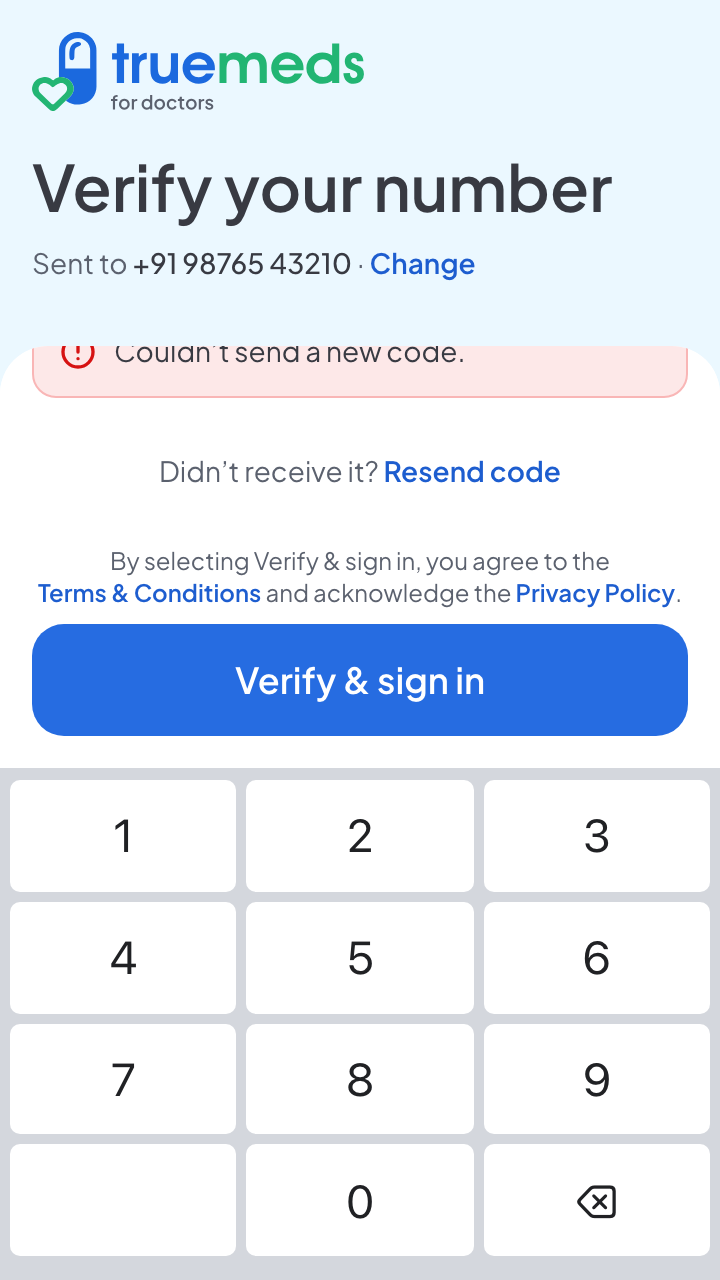 truemeds
for doctors
Verify your number
Sent to +91 98765 43210 · Change
Couldn't send a new code.
Didn’t receive it? Resend code
By selecting Verify & sign in, you agree to the
Terms & Conditions and acknowledge the Privacy Policy.
Verify & sign in
1 2 3
4 5 6
7 8 9
0